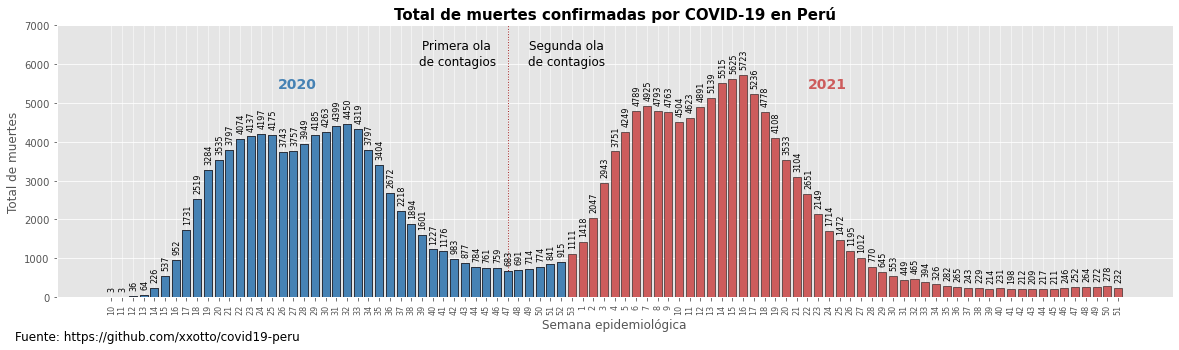 Total de muertes confirmadas por COVID-19 en Perú
7000
6000
5000
4000
3000
2000
1000
0
Total de muertes
Primera ola
de contagios
Segunda ola
de contagios
2020
2021
3 3 36 64 226 537 952 1731 2519 3284 3535 3797 4074 4137 4197 4175 3743 3757 3949 4185 4263 4399 4450 4319 3797 3404 2672 2218 1894 1601 1227 1176 983 877 784 761 759 683 691 714 774 841 915 1111 1418 2047 2943 3751 4249 4789 4925 4793 4763 4504 4623 4891 5139 5515 5625 5723 5236 4778 4108 3533 3104 2651 2149 1714 1472 1195 1012 770 645 553 449 465 394 326 282 265 243 229 214 231 198 212 209 217 211 246 252 264 272 278 232
10 11 12 13 14 15 16 17 18 19 20 21 22 23 24 25 26 27 28 29 30 31 32 33 34 35 36 37 38 39 40 41 42 43 44 45 46 47 48 49 50 51 52 53 1 2 3 4 5 6 7 8 9 10 11 12 13 14 15 16 17 18 19 20 21 22 23 24 25 26 27 28 29 30 31 32 33 34 35 36 37 38 39 40 41 42 43 44 45 46 47 48 49 50 51
Semana epidemiológica
Fuente: https://github.com/xxotto/covid19-peru